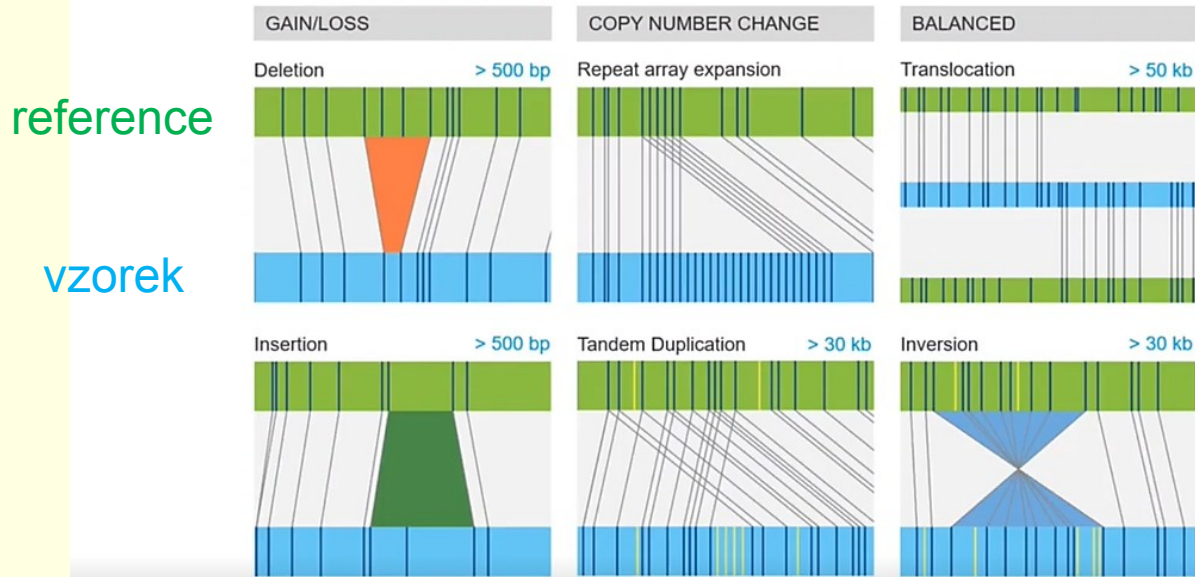 GAIN/LOSS
COPY NUMBER CHANGE
BALANCED
Deletion > 500 bp
Repeat array expansion
Translocation > 50 kb
reference
vzorek
Insertion > 500 bp
Tandem Duplication > 30 kb
Inversion > 30 kb